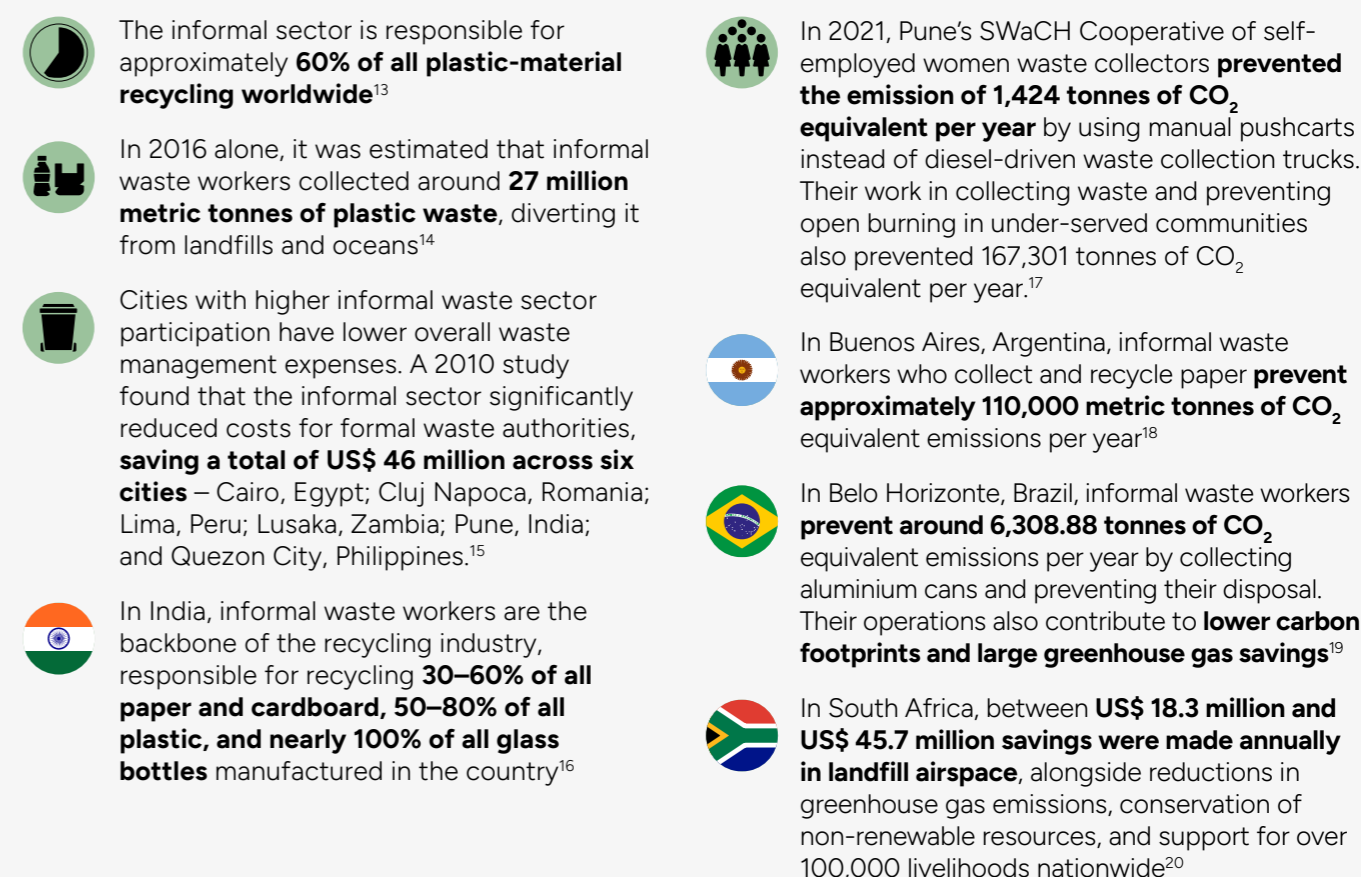 The informal sector is responsible for
approximately 60% of all plastic-material
recycling worldwide¹³
In 2016 alone, it was estimated that informal
waste workers collected around 27 million
metric tonnes of plastic waste, diverting it
from landfills and oceans¹⁴
Cities with higher informal waste sector
participation have lower overall waste
management expenses. A 2010 study
found that the informal sector significantly
reduced costs for formal waste authorities,
saving a total of US$ 46 million across six
cities – Cairo, Egypt; Cluj Napoca, Romania;
Lima, Peru; Lusaka, Zambia; Pune, India;
and Quezon City, Philippines.¹⁵
In India, informal waste workers are the
backbone of the recycling industry,
responsible for recycling 30–60% of all
paper and cardboard, 50–80% of all
plastic, and nearly 100% of all glass
bottles manufactured in the country¹⁶
In 2021, Pune’s SWaCH Cooperative of self-
employed women waste collectors prevented
the emission of 1,424 tonnes of CO₂
equivalent per year by using manual pushcarts
instead of diesel-driven waste collection trucks.
Their work in collecting waste and preventing
open burning in under-served communities
also prevented 167,301 tonnes of CO₂
equivalent per year.¹⁷
In Buenos Aires, Argentina, informal waste
workers who collect and recycle paper prevent
approximately 110,000 metric tonnes of CO₂
equivalent emissions per year¹⁸
In Belo Horizonte, Brazil, informal waste workers
prevent around 6,308.88 tonnes of CO₂
equivalent emissions per year by collecting
aluminium cans and preventing their disposal.
Their operations also contribute to lower carbon
footprints and large greenhouse gas savings¹⁹
In South Africa, between US$ 18.3 million and
US$ 45.7 million savings were made annually
in landfill airspace, alongside reductions in
greenhouse gas emissions, conservation of
non-renewable resources, and support for over
100,000 livelihoods nationwide²⁰